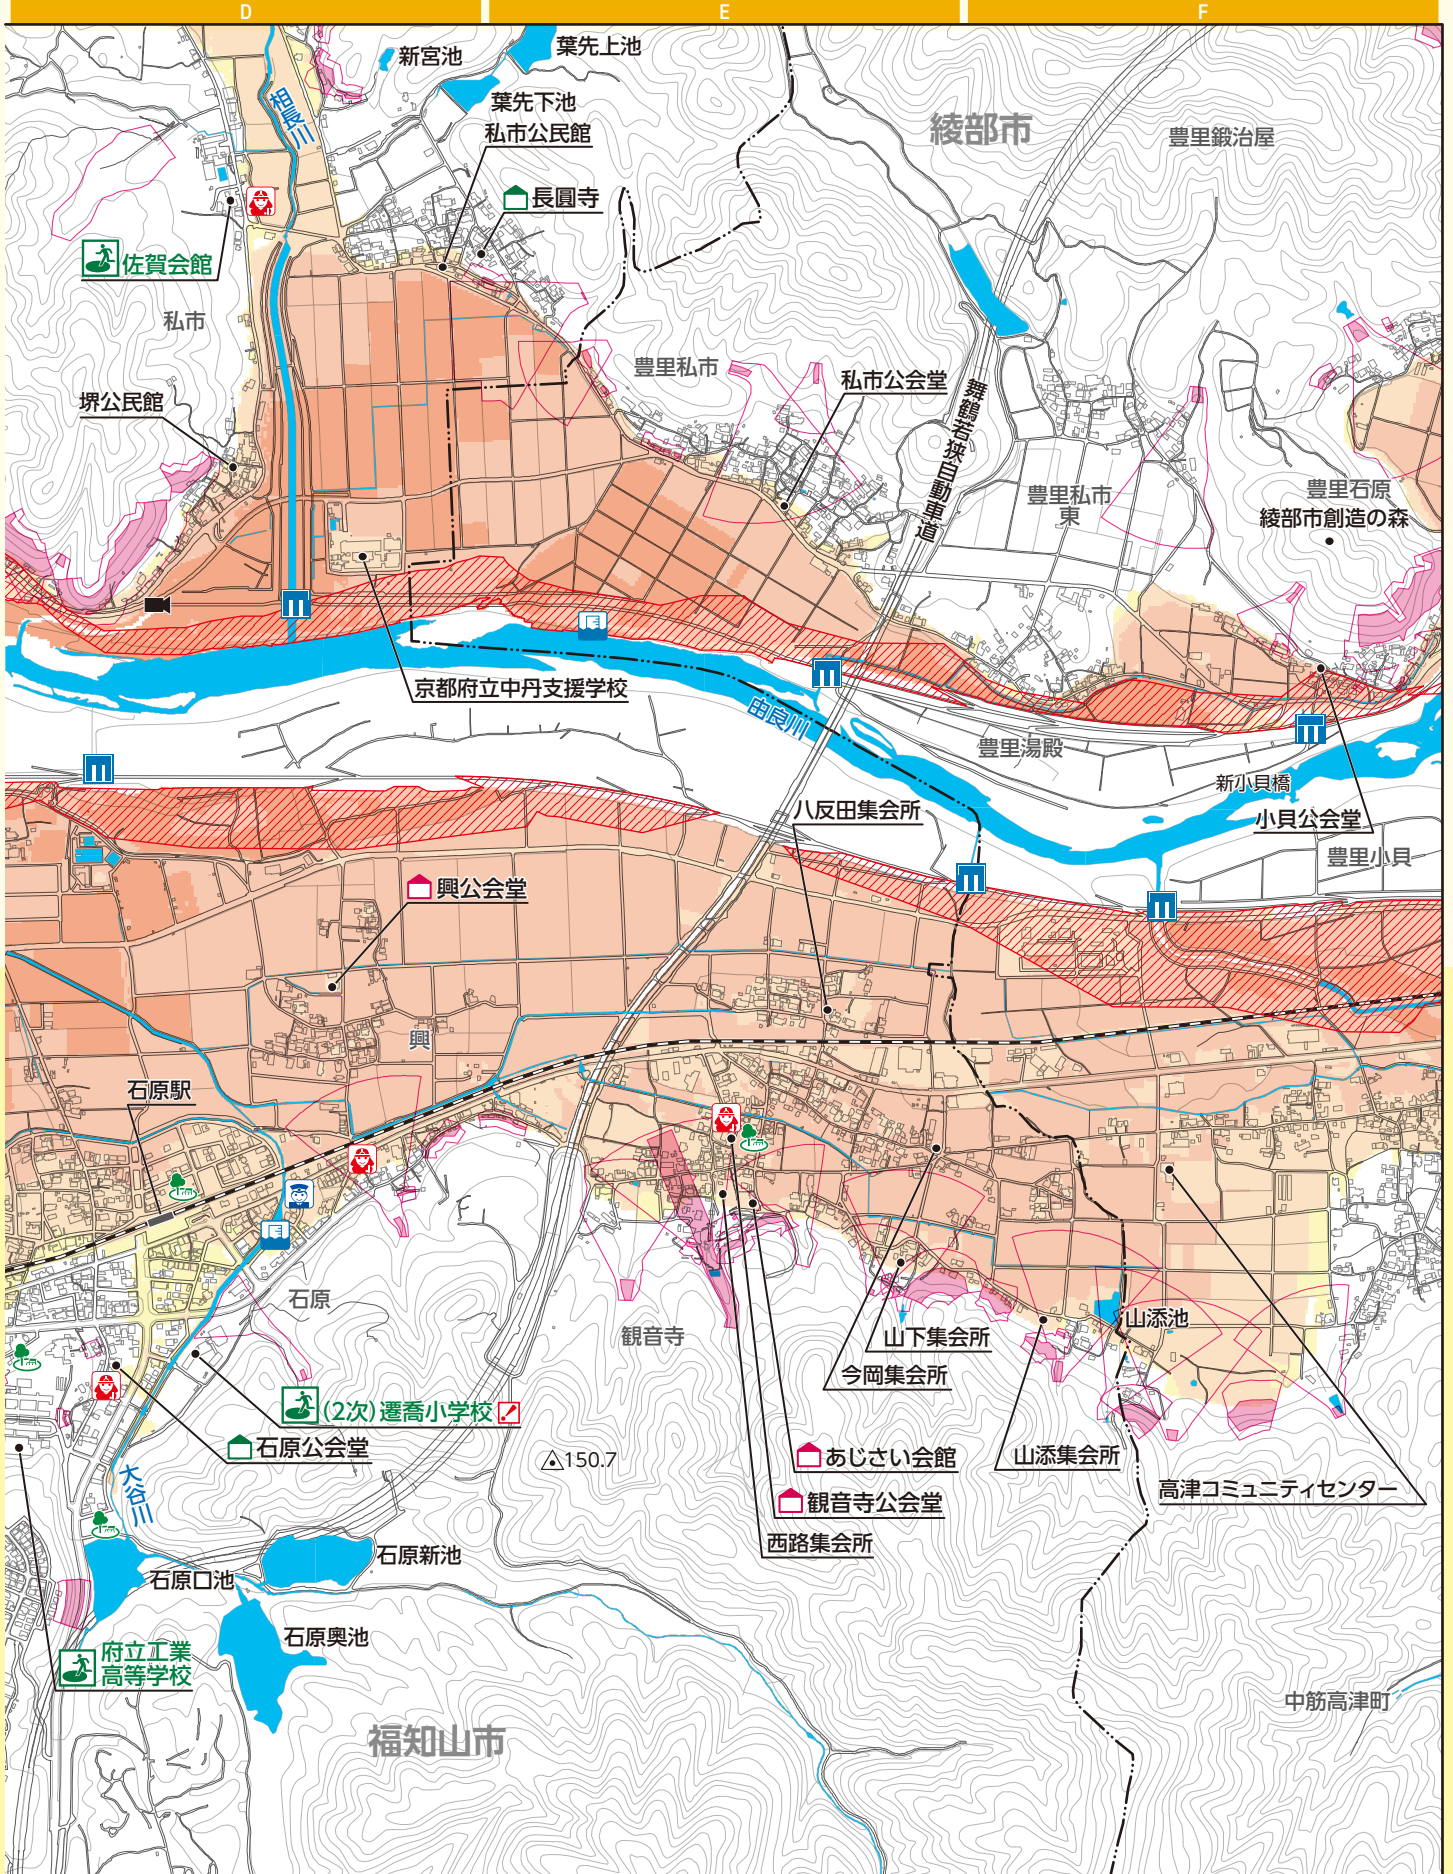 D
E
F
新宮池
葉先上池
相長川
葉先下池
私市公民館
綾部市
豊里鍛治屋
長圓寺
佐賀会館
私市
豊里私市
私市公会堂
堺公民館
舞鶴若狭自動車道
豊里私市
東
豊里石原
綾部市創造の森
京都府立中丹支援学校
由良川
豊里湯殿
新小貝橋
八反田集会所
小貝公会堂
豊里小貝
興公会堂
興
石原駅
石原
観音寺
山添池
山下集会所
今岡集会所
(2次)遷喬小学校
石原公会堂
150.7
あじさい会館
山添集会所
大谷川
観音寺公会堂
高津コミュニティセンター
西路集会所
石原新池
石原口池
石原奥池
府立工業
高等学校
中筋高津町
福知山市